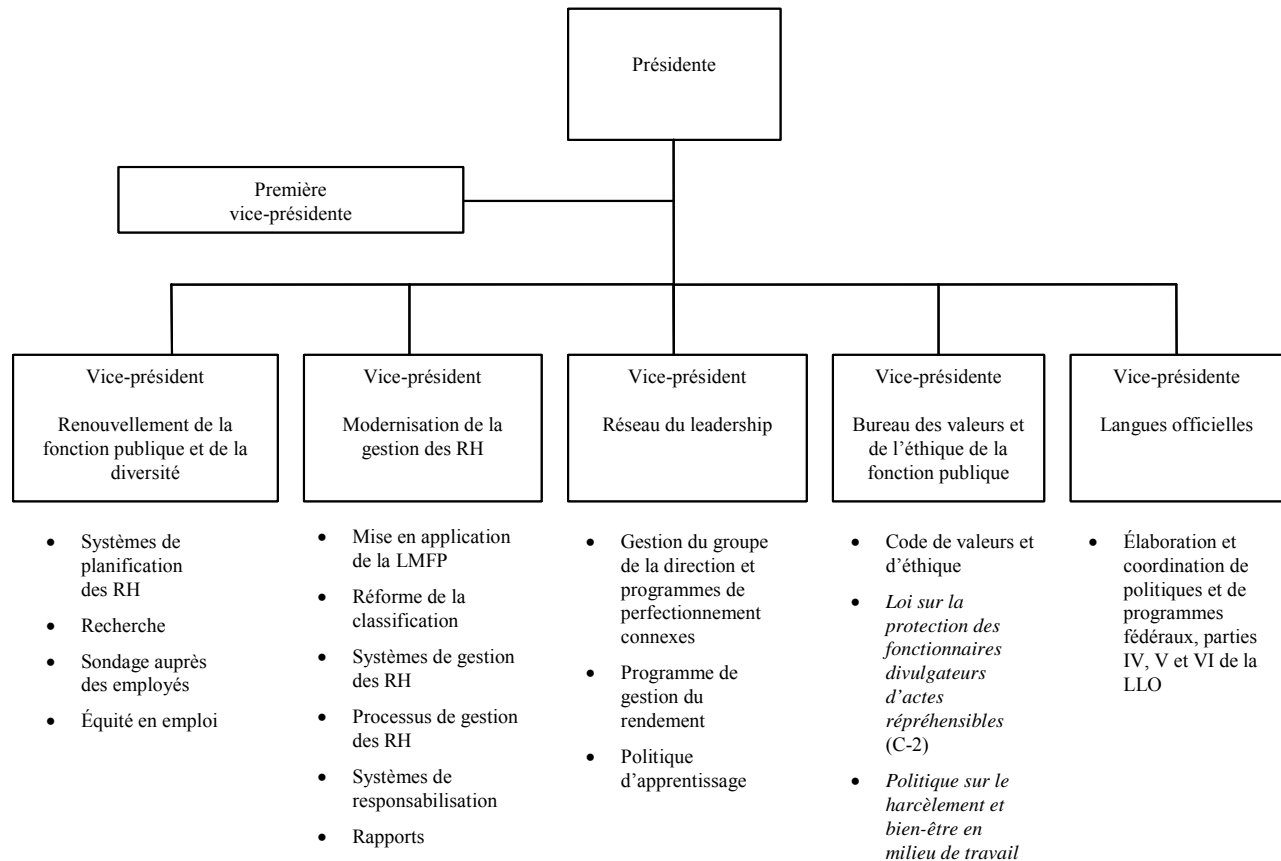 Présidente
Première
vice-présidente
Vice-président
Renouvellement de la
fonction publique et de la
diversité
Vice-président
Modernisation de la
gestion des RH
Vice-président
Réseau du leadership
Vice-présidente
Bureau des valeurs et
de l’éthique de la
fonction publique
Vice-présidente
Langues officielles
• Systèmes de
planification
des RH
• Recherche
• Sondage auprès
des employés
• Équité en emploi
• Mise en application
de la LMFP
• Réforme de la
classification
• Systèmes de gestion
des RH
• Processus de gestion
des RH
• Systèmes de
responsabilisation
• Rapports
• Gestion du groupe
de la direction et
programmes de
perfectionnement
connexes
• Programme de
gestion du
rendement
• Politique
d’apprentissage
• Code de valeurs et
d’éthique
• Loi sur la
protection des
fonctionnaires
divulgateurs
d’actes
répréhensibles
(C-2)
• Politique sur le
harcèlement et
bien-être en
milieu de travail
• Élaboration et
coordination de
politiques et de
programmes
fédéraux, parties
IV, V et VI de la
LLO